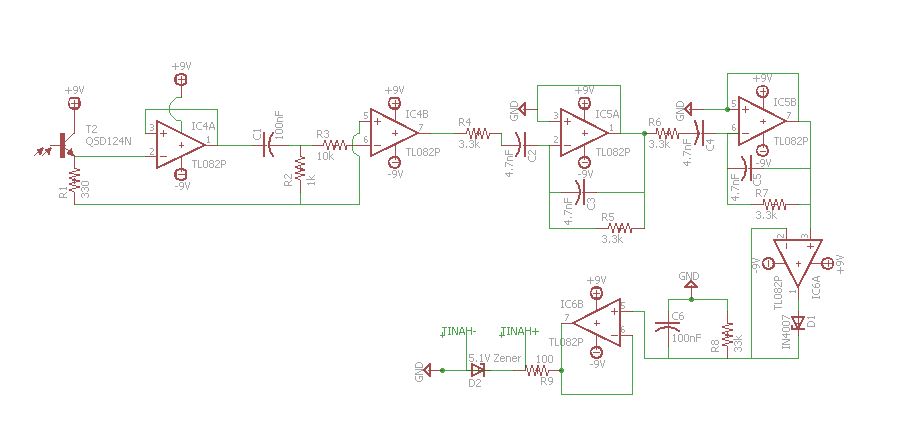 +9V
T2
QSD124N
R1
330
+9V
3
2
IC4A
1
TL082P
-9V
C1
100nF
R2
1k
R3
10k
+9V
5
6
IC4B
7
TL082P
-9V
R4
3.3k
4.7nF
C2
GND
+9V
3
2
IC5A
1
TL082P
-9V
4.7nF
C3
R5
3.3k
R6
3.3k
GND
4.7nF
C4
+9V
5
6
IC5B
7
TL082P
-9V
4.7nF
C5
R7
3.3k
-9V
2
3
1
TL082P
IC6A
+9V
IN4007
D1
GND
C6
100nF
R8
33k
+9V
IC6B
7
5
6
TL082P
-9V
TINAH-
TINAH+
GND
5.1V Zener
D2
100
R9